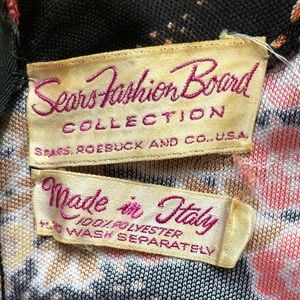 Sears Fashion Board
COLLECTION
SEARS, ROEBUCK AND CO., U.S.A.
Made in Italy
100% POLYESTER
WASH SEPARATELY